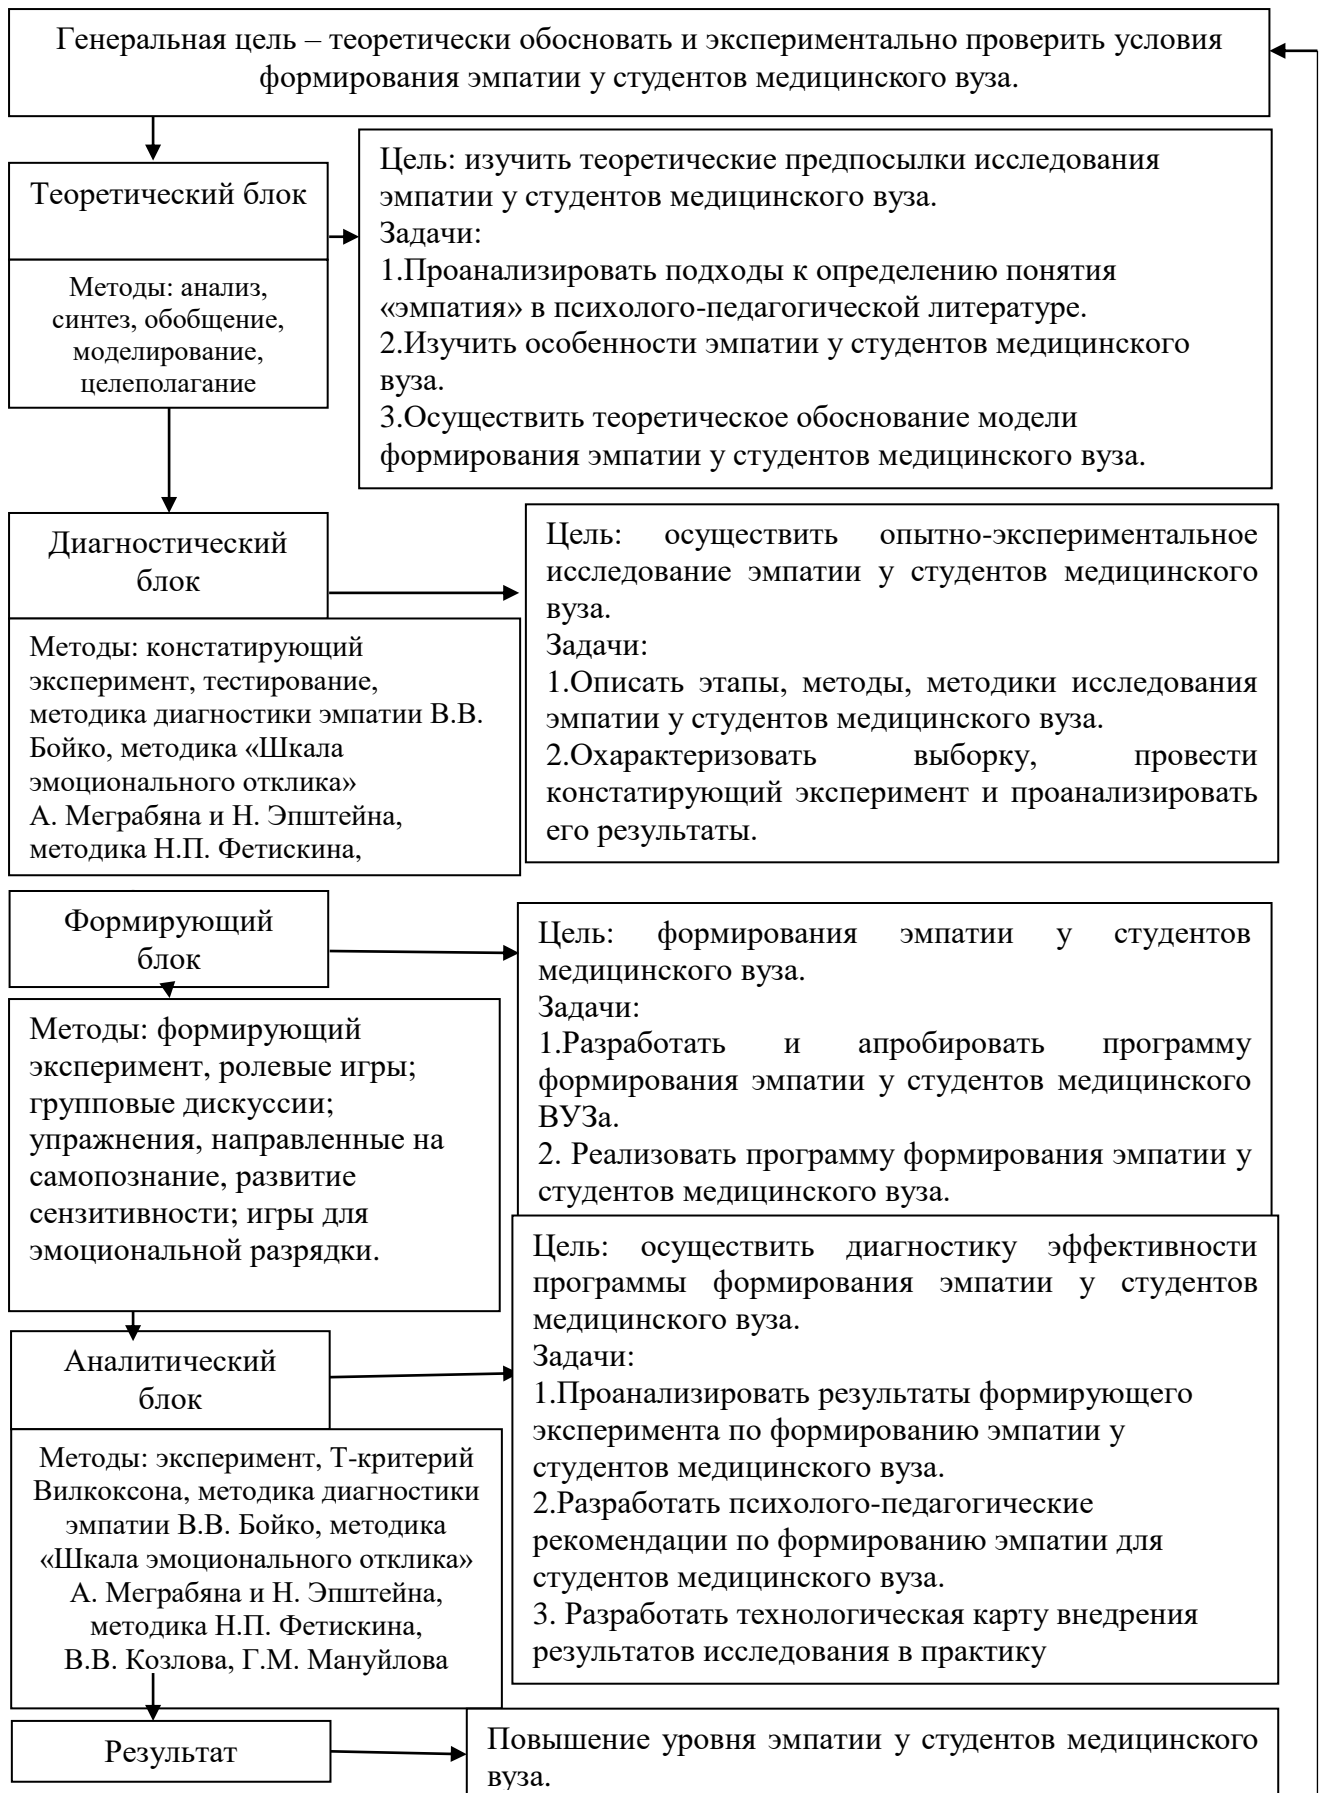 Генеральная цель – теоретически обосновать и экспериментально проверить условия
формирования эмпатии у студентов медицинского вуза.
Теоретический блок
Методы: анализ,
синтез, обобщение,
моделирование,
целеполагание
Цель: изучить теоретические предпосылки исследования
эмпатии у студентов медицинского вуза.
Задачи:
1.Проанализировать подходы к определению понятия
«эмпатия» в психолого-педагогической литературе.
2.Изучить особенности эмпатии у студентов медицинского
вуза.
3.Осуществить теоретическое обоснование модели
формирования эмпатии у студентов медицинского вуза.
Диагностический
блок
Методы: констатирующий
эксперимент, тестирование,
методика диагностики эмпатии В.В.
Бойко, методика «Шкала
эмоционального отклика»
А. Меграбяна и Н. Эпштейна,
методика Н.П. Фетискина,
Цель: осуществить опытно-экспериментальное
исследование эмпатии у студентов медицинского
вуза.
Задачи:
1.Описать этапы, методы, методики исследования
эмпатии у студентов медицинского вуза.
2.Охарактеризовать выборку, провести
констатирующий эксперимент и проанализировать
его результаты.
Формирующий
блок
Методы: формирующий
эксперимент, ролевые игры;
групповые дискуссии;
упражнения, направленные на
самопознание, развитие
сензитивности; игры для
эмоциональной разрядки.
Цель: формирования эмпатии у студентов
медицинского вуза.
Задачи:
1.Разработать и апробировать программу
формирования эмпатии у студентов медицинского
ВУЗа.
2. Реализовать программу формирования эмпатии у
студентов медицинского вуза.
Аналитический
блок
Методы: эксперимент, Т-критерий
Вилкоксона, методика диагностики
эмпатии В.В. Бойко, методика
«Шкала эмоционального отклика»
А. Меграбяна и Н. Эпштейна,
методика Н.П. Фетискина,
В.В. Козлова, Г.М. Мануйлова
Цель: осуществить диагностику эффективности
программы формирования эмпатии у студентов
медицинского вуза.
Задачи:
1.Проанализировать результаты формирующего
эксперимента по формированию эмпатии у
студентов медицинского вуза.
2.Разработать психолого-педагогические
рекомендации по формированию эмпатии для
студентов медицинского вуза.
3. Разработать технологическая карту внедрения
результатов исследования в практику
Результат
Повышение уровня эмпатии у студентов медицинского
вуза.